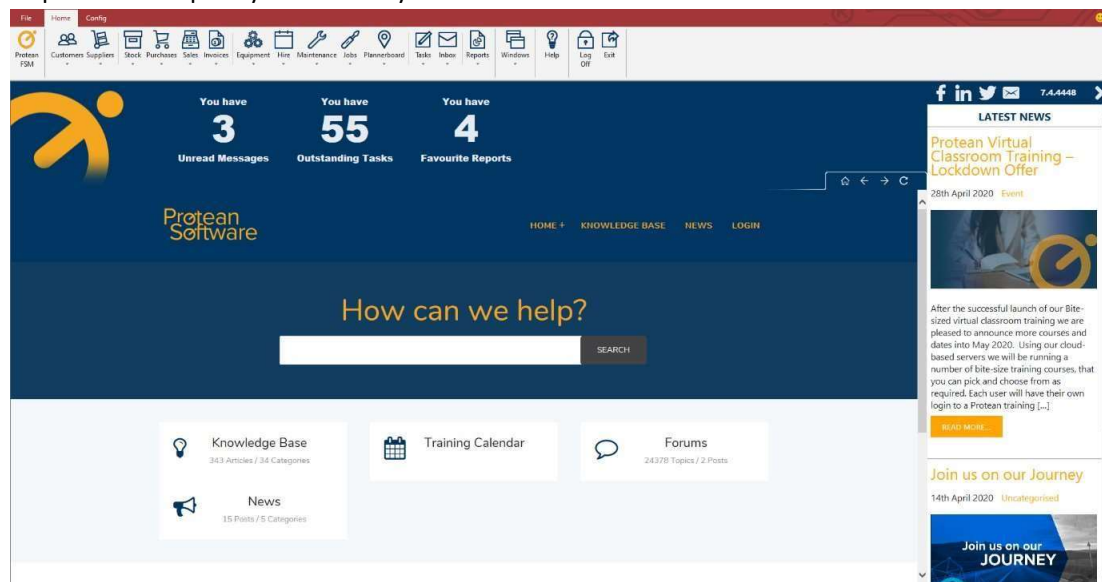 File Home Config
Protean FSM
Customers Suppliers Stock Purchases Sales Invoices Equipment Hire Maintenance Jobs Plannerboard Tasks Inbox Reports Windows Help Log Off Exit
You have You have You have
3 55 4
Unread Messages Outstanding Tasks Favourite Reports
7.4.4448
Protean
Software
HOME + KNOWLEDGE BASE NEWS LOGIN
How can we help?
SEARCH
Knowledge Base
343 Articles / 34 Categories
Training Calendar
Forums
24378 Topics / 2 Posts
News
15 Posts / 5 Categories
LATEST NEWS
Protean Virtual
Classroom Training –
Lockdown Offer
28th April 2020 Event
After the successful launch of our Bite-
sized virtual classroom training we are
pleased to announce more courses and
dates into May 2020. Using our cloud-
based servers we will be running a
number of bite-size training courses, that
you can pick and choose from as
required. Each user will have their own
login to a Protean training [...]
READ MORE...
Join us on our Journey
14th April 2020 Uncategorised
Join us on our
JOURNEY